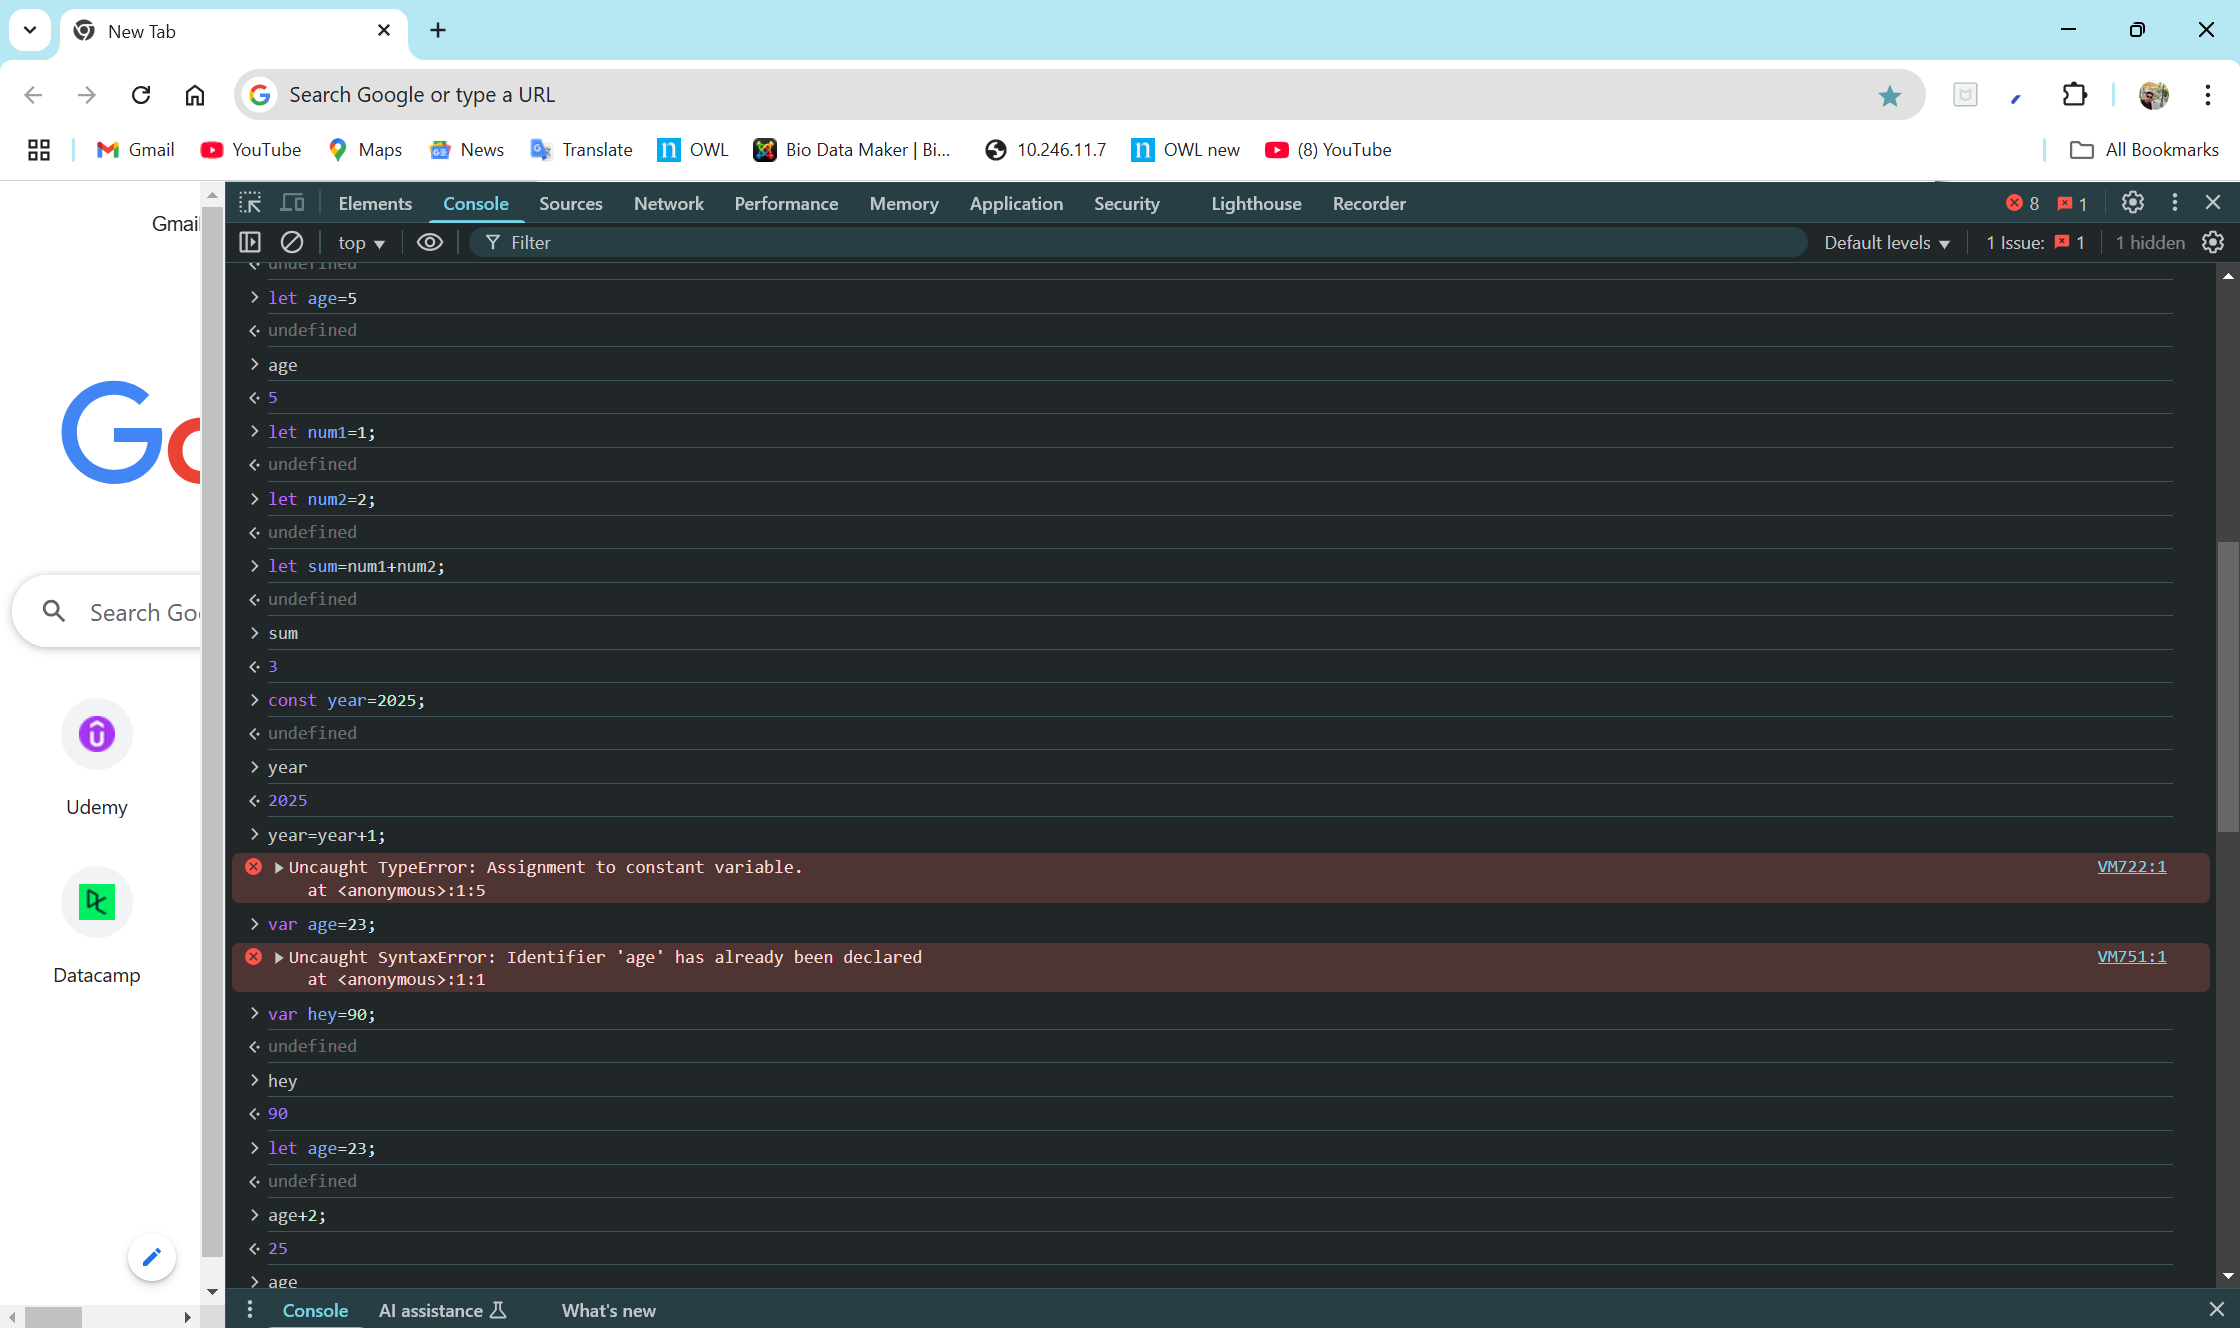 New Tab
Search Google or type a URL
Gmail
YouTube
Maps
News
Translate
OWL
Bio Data Maker | Bi...
10.246.11.7
OWL new
(8) YouTube
All Bookmarks
Gmail
Search Goo
Udemy
Datacamp
Elements Console Sources Network Performance Memory Application Security Lighthouse Recorder 8 1
top Filter Default levels 1 Issue: 1 1 hidden
undefined
let age=5
undefined
age
5
let num1=1;
undefined
let num2=2;
undefined
let sum=num1+num2;
undefined
sum
3
const year=2025;
undefined
year
2025
year=year+1;
Uncaught TypeError: Assignment to constant variable. VM722:1
at <anonymous>:1:5
var age=23;
Uncaught SyntaxError: Identifier 'age' has already been declared VM751:1
at <anonymous>:1:1
var hey=90;
undefined
hey
90
let age=23;
undefined
age+2;
25
age
Console AI assistance What's new